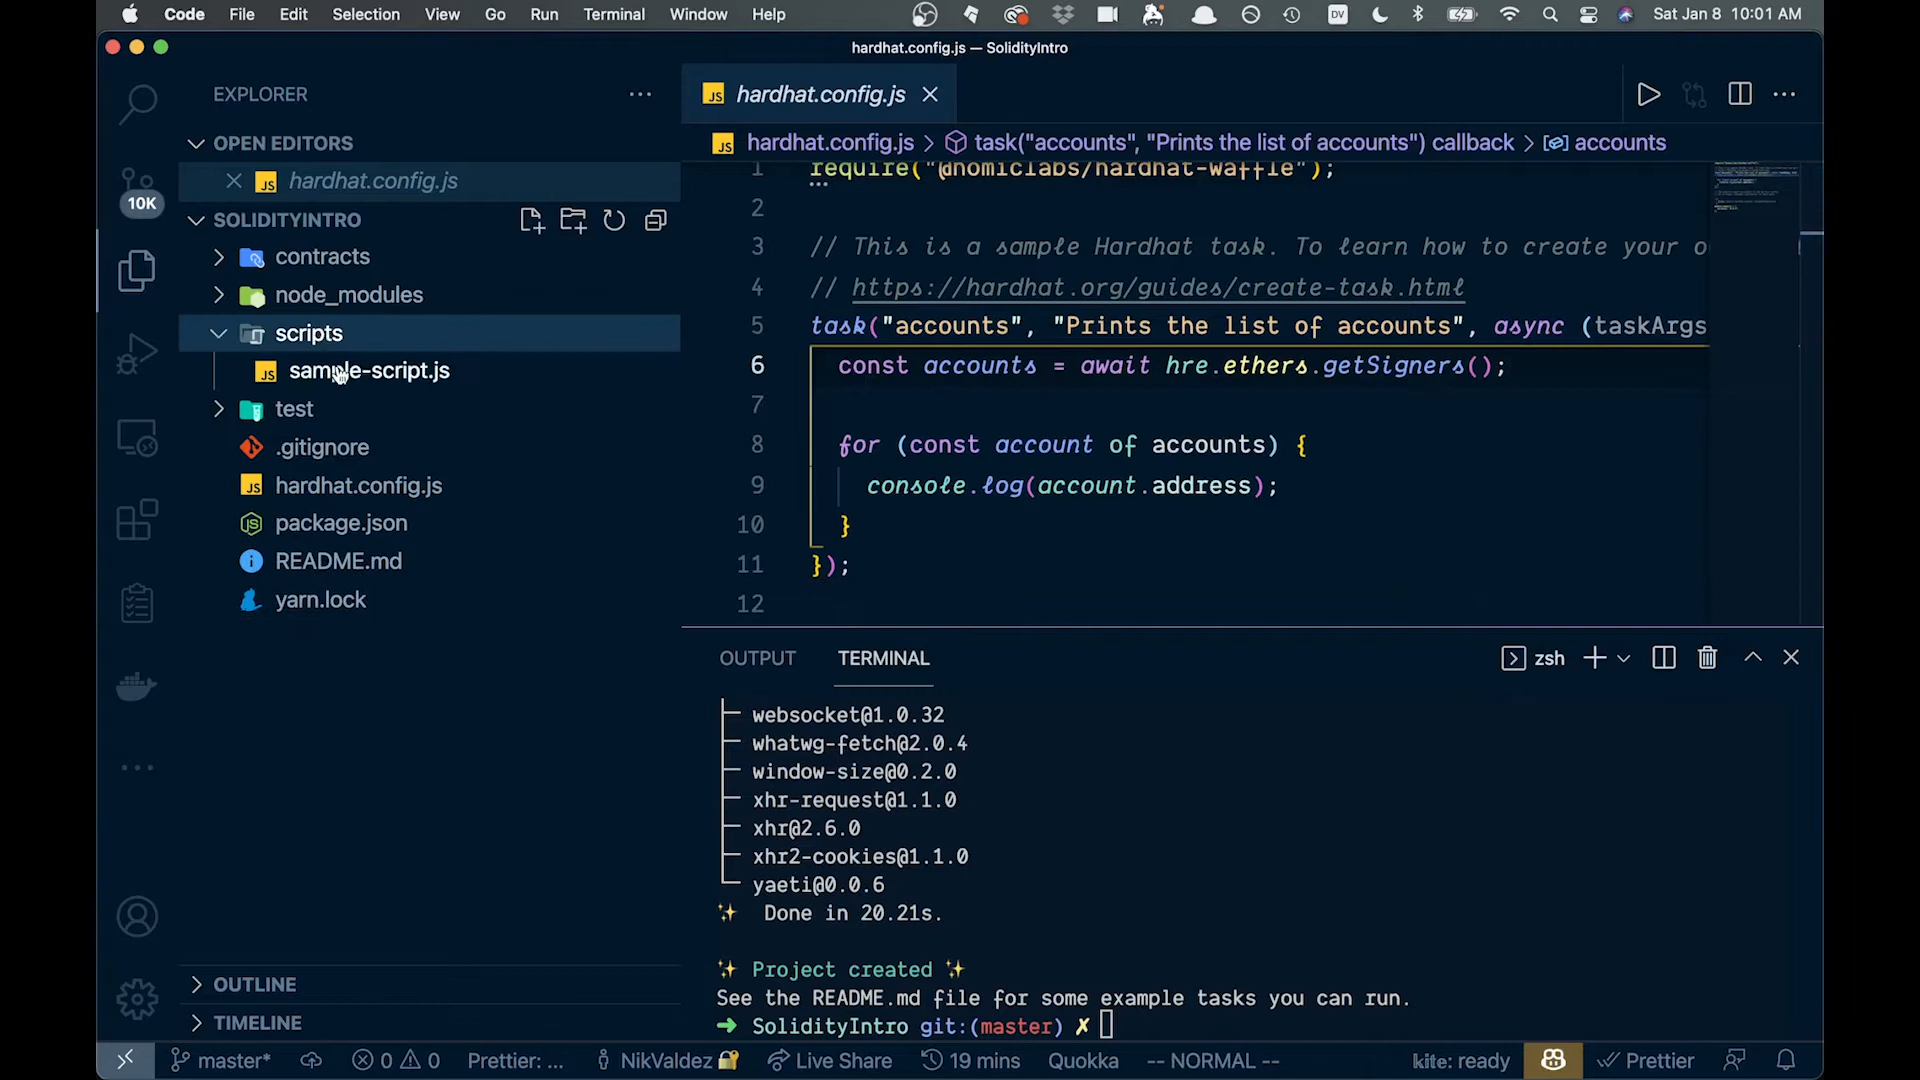 Code File Edit Selection View Go Run Terminal Window Help DV Sat Jan 8 10:01 AM
hardhat.config.js — SolidityIntro
EXPLORER ...
hardhat.config.js
OPEN EDITORS
hardhat.config.js > task("accounts", "Prints the list of accounts") callback > accounts
hardhat.config.js
10K
SOLIDITYINTRO
contracts
node_modules
scripts
sample-script.js
test
.gitignore
hardhat.config.js
package.json
README.md
yarn.lock
OUTLINE
TIMELINE
1 require("@nomiclabs/hardhat-waffle");
2
3 // This is a sample Hardhat task. To learn how to create your o
4 // https://hardhat.org/guides/create-task.html
5 task("accounts", "Prints the list of accounts", async (taskArgs
6 const accounts = await hre.ethers.getSigners();
7
8 for (const account of accounts) {
9 console.log(account.address);
10 }
11 });
12
OUTPUT TERMINAL zsh
websocket@1.0.32
whatwg-fetch@2.0.4
window-size@0.2.0
xhr-request@1.1.0
xhr@2.6.0
xhr2-cookies@1.1.0
yaeti@0.0.6
✨ Done in 20.21s.
✨ Project created ✨
See the README.md file for some example tasks you can run.
➜ SolidityIntro git:(master) ✗
master* 0 0 Prettier: ... NikValdez🔐 Live Share 19 mins Quokka -- NORMAL -- kite: ready Prettier